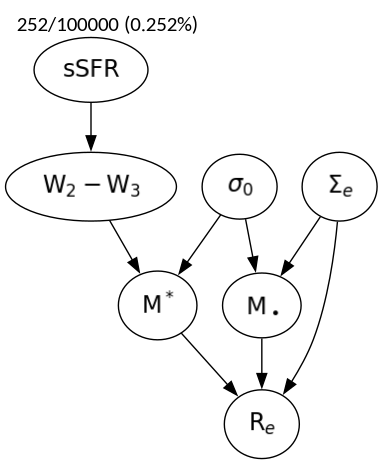 252/100000 (0.252%)
sSFR
W₂ − W₃
σ₀
Σₑ
M*
M•
Rₑ